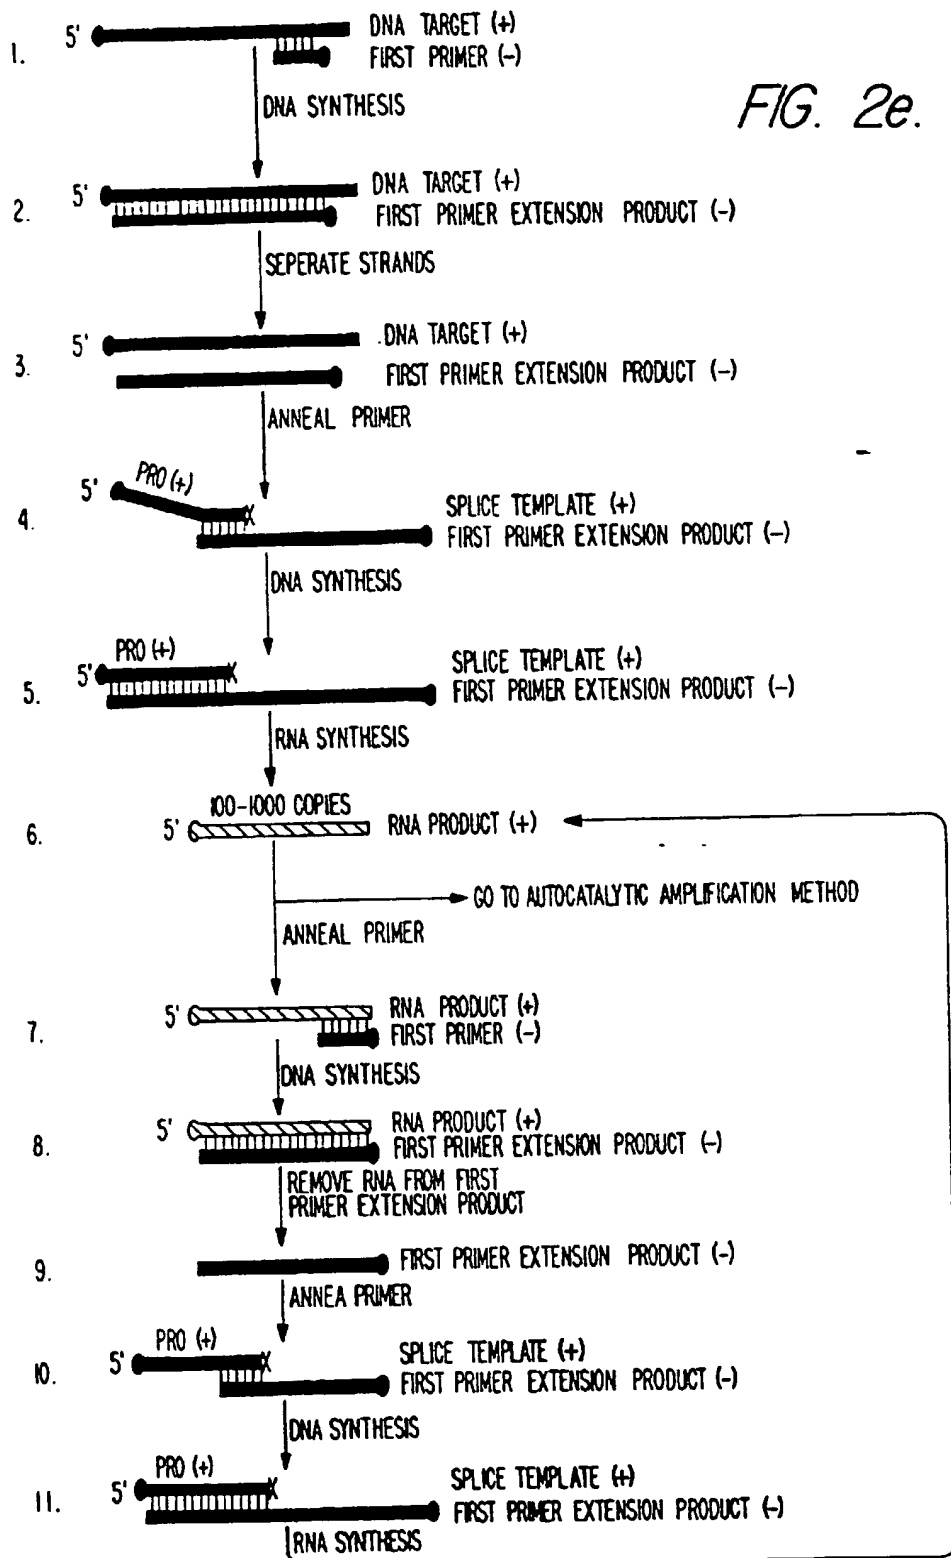 FIG. 2e.
1. 5' DNA TARGET (+)
FIRST PRIMER (-)
DNA SYNTHESIS
2. 5' DNA TARGET (+)
FIRST PRIMER EXTENSION PRODUCT (-)
SEPERATE STRANDS
3. 5' DNA TARGET (+)
FIRST PRIMER EXTENSION PRODUCT (-)
ANNEAL PRIMER
4. 5' PRO (+) X SPLICE TEMPLATE (+)
FIRST PRIMER EXTENSION PRODUCT (-)
DNA SYNTHESIS
PRO (+)
5. 5' X SPLICE TEMPLATE (+)
FIRST PRIMER EXTENSION PRODUCT (-)
RNA SYNTHESIS
100-1000 COPIES
6. 5' RNA PRODUCT (+)
GO TO AUTOCATALYTIC AMPLIFICATION METHOD
ANNEAL PRIMER
7. 5' RNA PRODUCT (+)
FIRST PRIMER (-)
DNA SYNTHESIS
8. 5' RNA PRODUCT (+)
FIRST PRIMER EXTENSION PRODUCT (-)
REMOVE RNA FROM FIRST
PRIMER EXTENSION PRODUCT
9. FIRST PRIMER EXTENSION PRODUCT (-)
ANNEA PRIMER
PRO (+)
10. 5' X SPLICE TEMPLATE (+)
FIRST PRIMER EXTENSION PRODUCT (-)
DNA SYNTHESIS
PRO (+)
11. 5' X SPLICE TEMPLATE (+)
FIRST PRIMER EXTENSION PRODUCT (-)
RNA SYNTHESIS